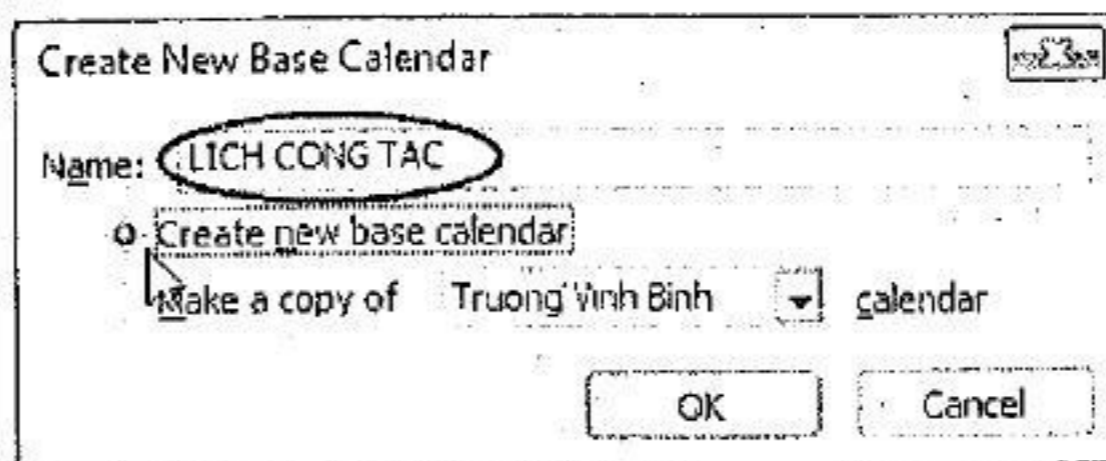 Create New Base Calendar
Name: LICH CONG TAC
Create new base calendar
Make a copy of Truong Vinh Binh calendar
OK Cancel